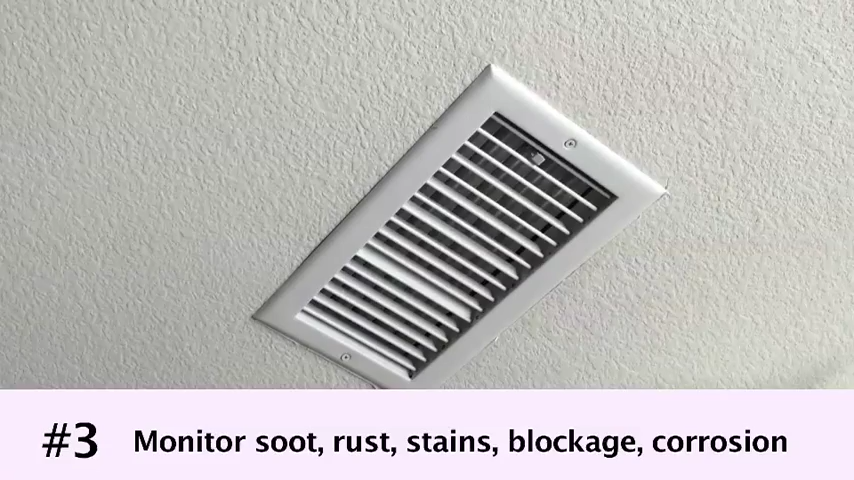 #3 Monitor soot, rust, stains, blockage, corrosion